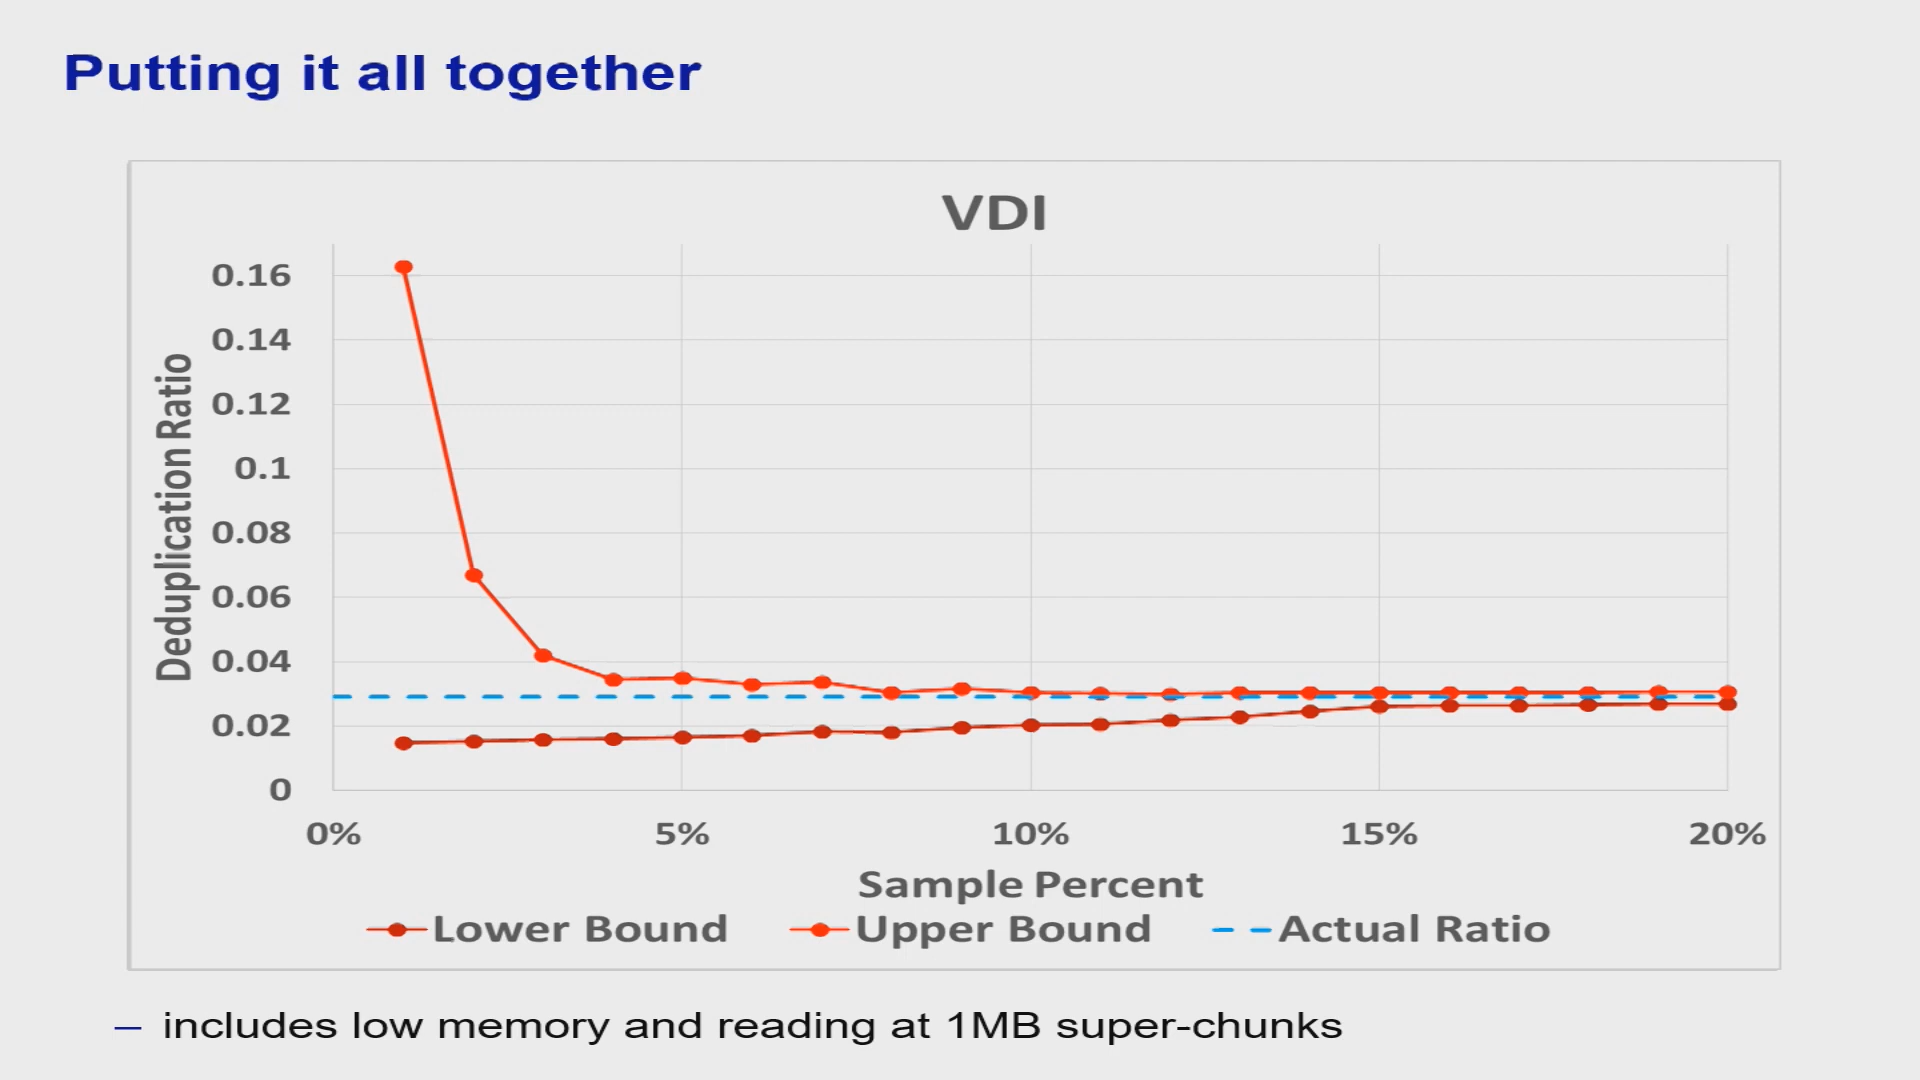 Putting it all together
VDI
Deduplication Ratio
0.16
0.14
0.12
0.1
0.08
0.06
0.04
0.02
0
0% 5% 10% 15% 20%
Sample Percent
Lower Bound Upper Bound Actual Ratio
– includes low memory and reading at 1MB super-chunks